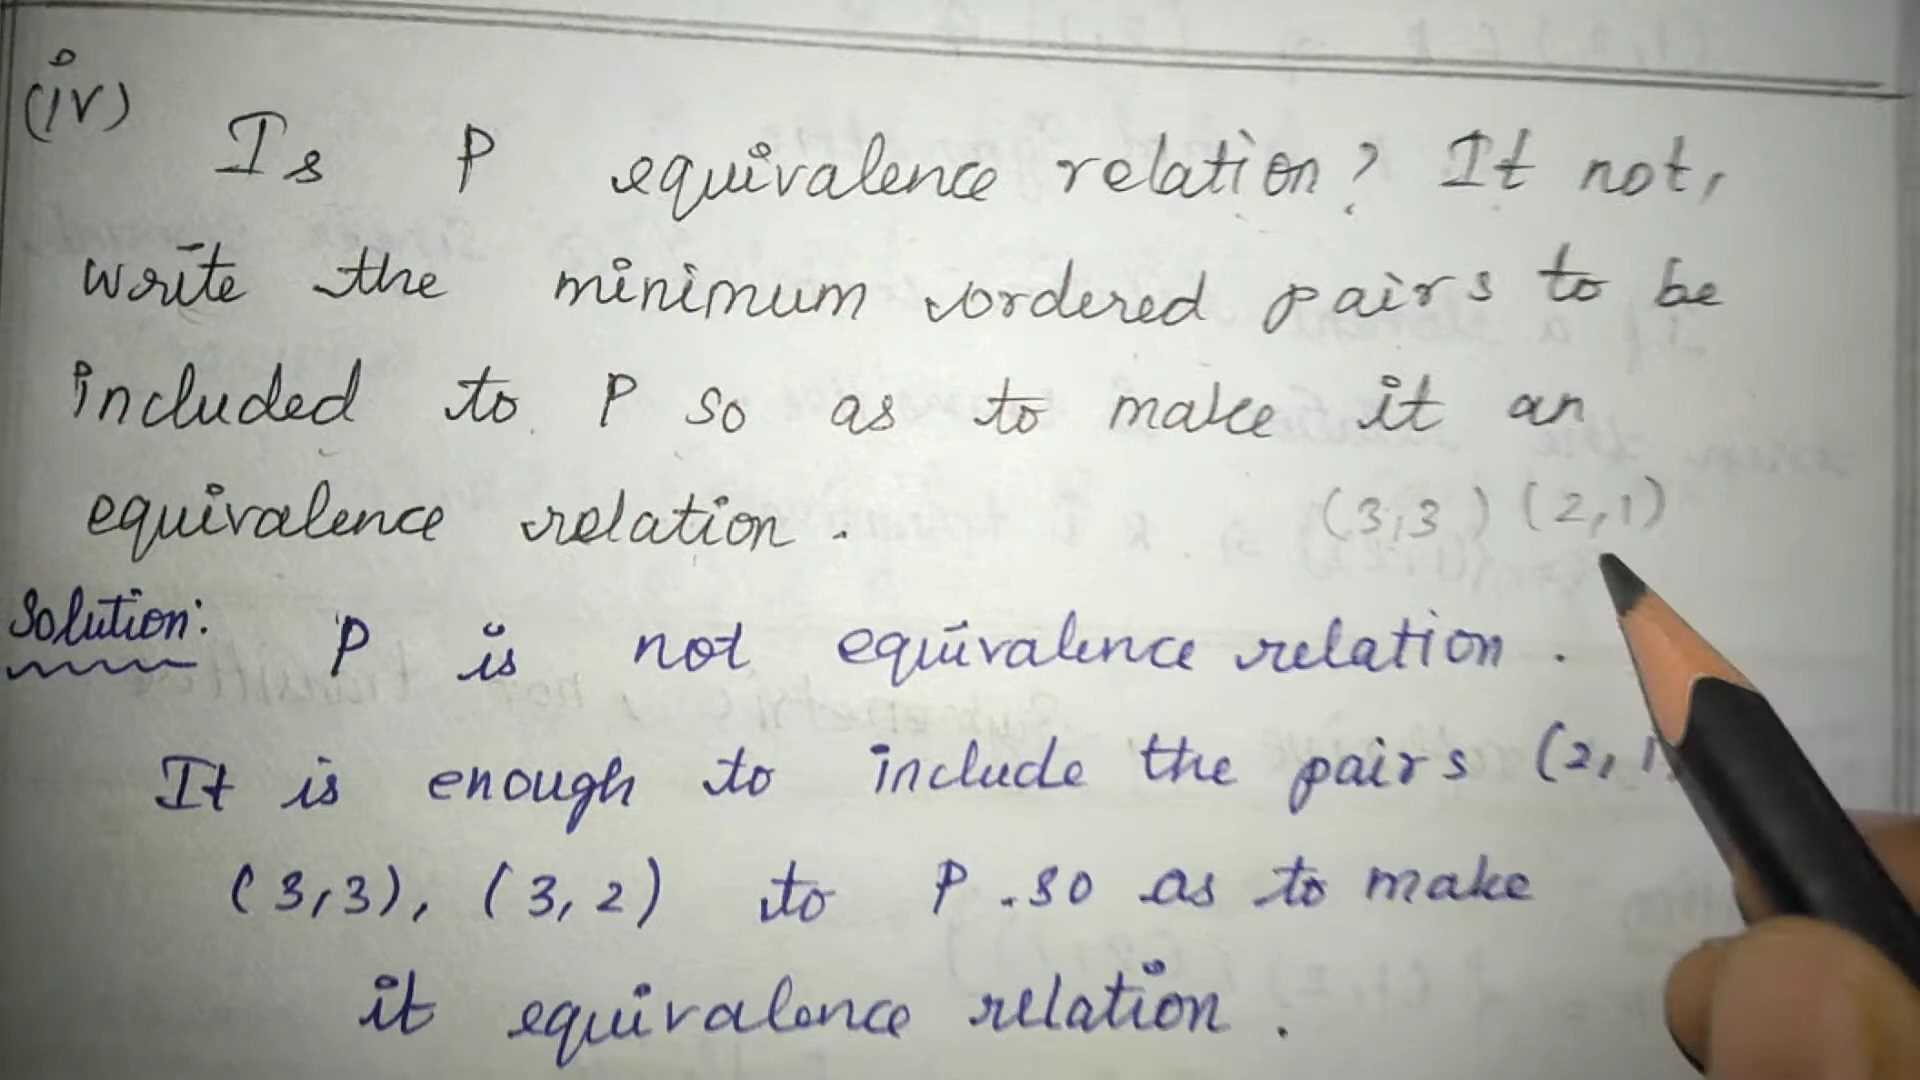 (iv)
Is P equivalence relation? It not,
write the minimum ordered pairs to be
included to P so as to make it an
equivalence relation.
(3,3) (2,1)
Solution: P is not equivalence relation.
It is enough to include the pairs (2,1
(3,3), (3,2) to P. so as to make
it equivalence relation.